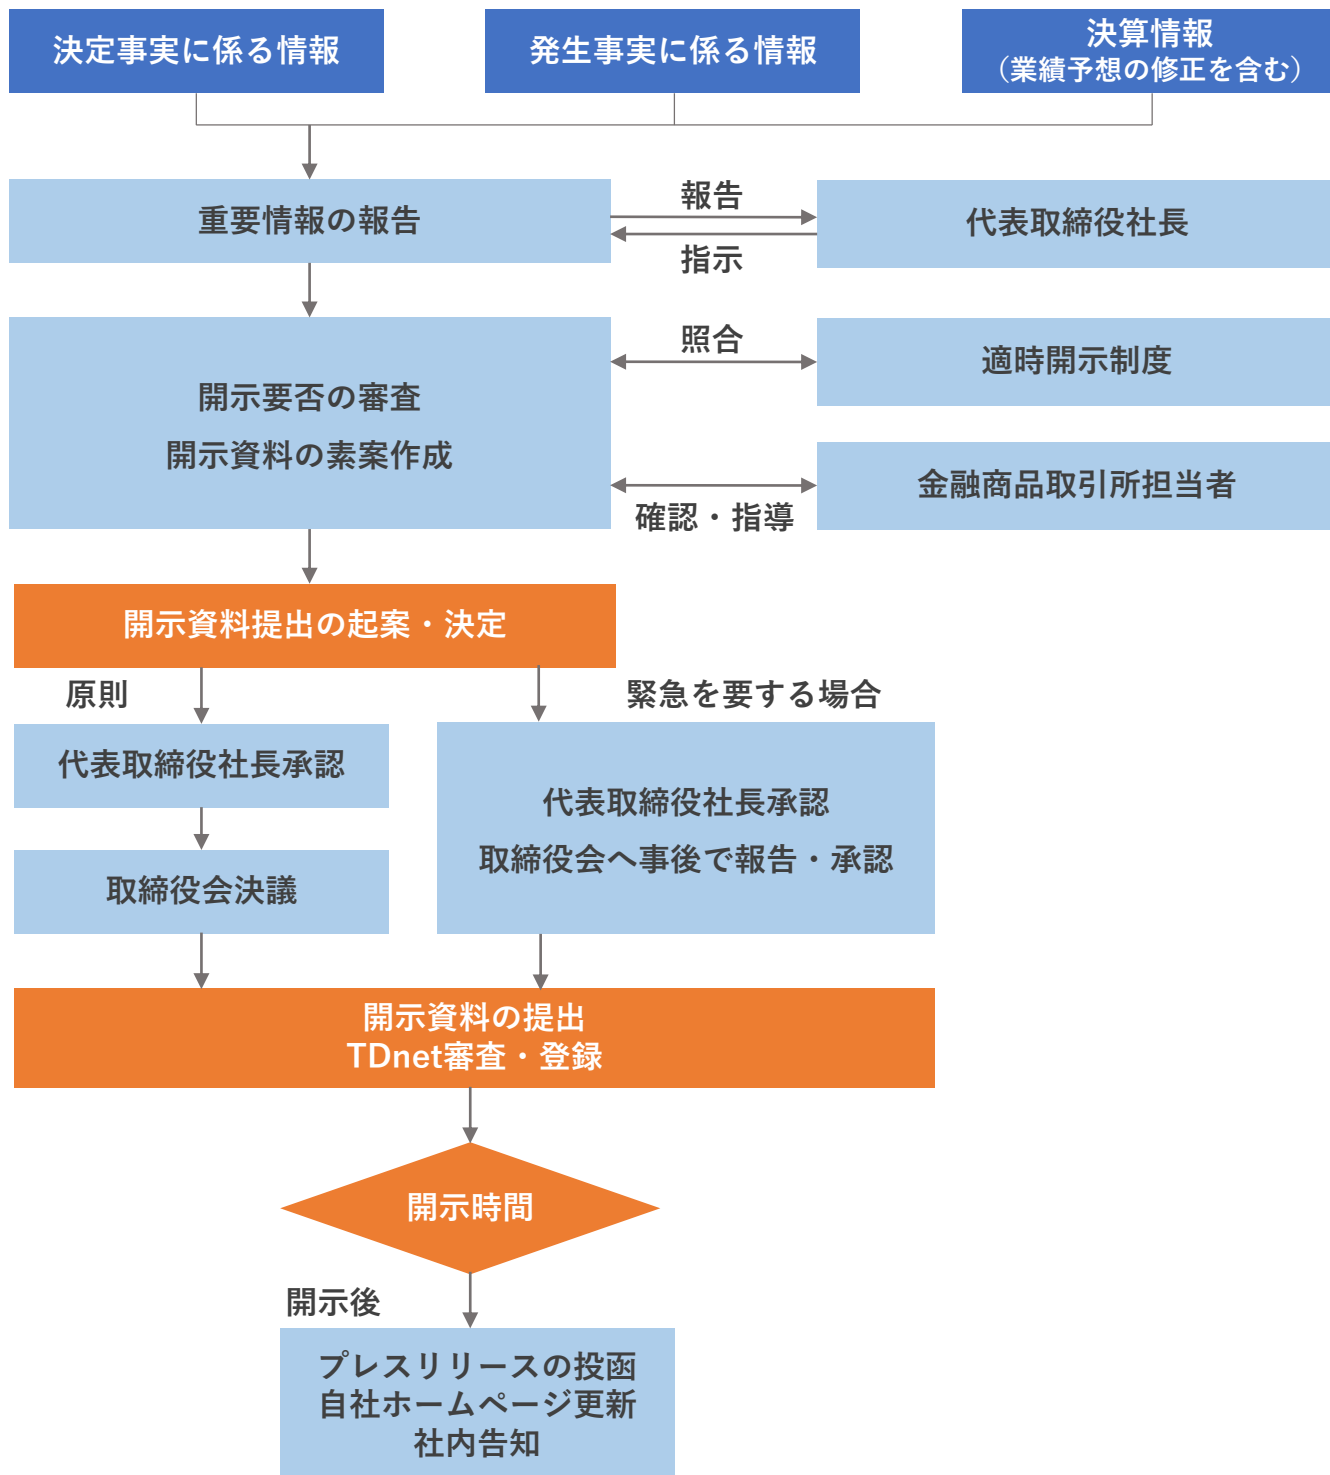 決定事実に係る情報
発生事実に係る情報
決算情報
（業績予想の修正を含む）
重要情報の報告
報告
指示
代表取締役社長
開示要否の審査
開示資料の素案作成
照合
適時開示制度
確認・指導
金融商品取引所担当者
開示資料提出の起案・決定
原則
緊急を要する場合
代表取締役社長承認
取締役会決議
代表取締役社長承認
取締役会へ事後で報告・承認
開示資料の提出
TDnet審査・登録
開示時間
開示後
プレスリリースの投函
自社ホームページ更新
社内告知